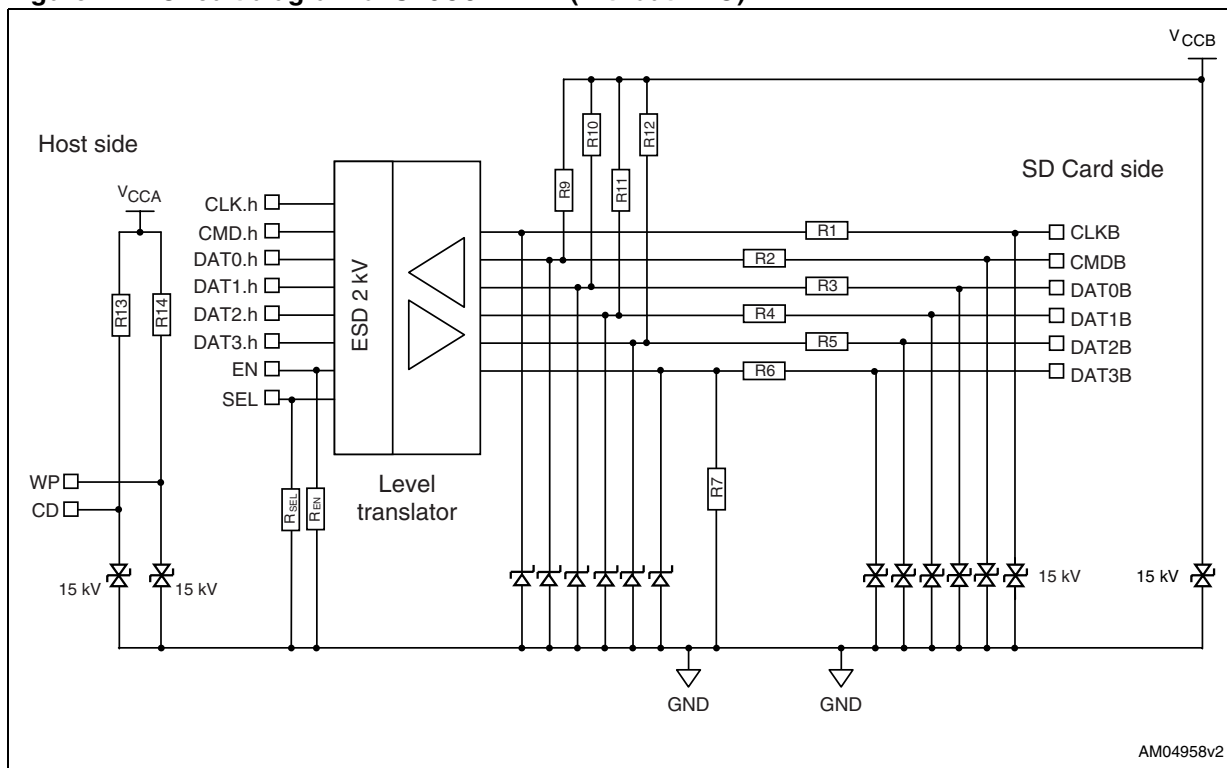 V CCB
Host side
SD Card side
VCCA
R10
R12
R9
R11
CLK.h
CMD.h
DAT0.h
DAT1.h
DAT2.h
DAT3.h
EN
SEL
ESD 2 kV
R1
R2
R3
R4
R5
R6
CLKB
CMDB
DAT0B
DAT1B
DAT2B
DAT3B
R13
R14
WP
CD
Level
translator
RSEL
REN
R7
15 kV
15 kV
15 kV
15 kV
GND
GND
AM04958v2